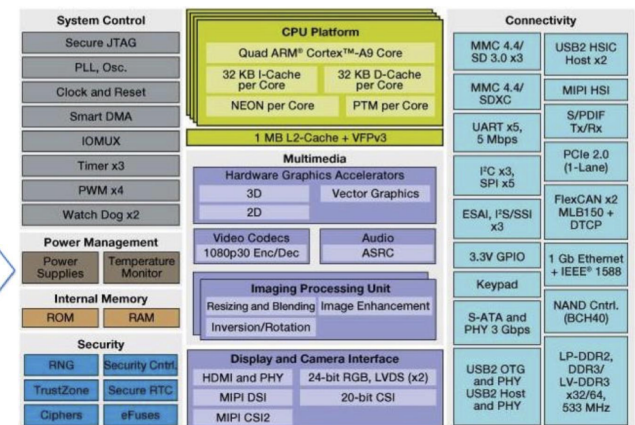 System Control
Secure JTAG
PLL, Osc.
Clock and Reset
Smart DMA
IOMUX
Timer x3
PWM x4
Watch Dog x2
Power Management
Power
Supplies
Temperature
Monitor
Internal Memory
ROM
RAM
Security
RNG
Security Cntrl.
TrustZone
Secure RTC
Ciphers
eFuses
CPU Platform
Quad ARM® Cortex™-A9 Core
32 KB I-Cache
per Core
32 KB D-Cache
per Core
NEON per Core
PTM per Core
1 MB L2-Cache + VFPv3
Multimedia
Hardware Graphics Accelerators
3D
Vector Graphics
2D
Video Codecs
1080p30 Enc/Dec
Audio
ASRC
Imaging Processing Unit
Resizing and Blending
Image Enhancement
Inversion/Rotation
Display and Camera Interface
HDMI and PHY
24-bit RGB, LVDS (x2)
MIPI DSI
20-bit CSI
MIPI CSI2
Connectivity
MMC 4.4/
SD 3.0 x3
MMC 4.4/
SDXC
UART x5,
5 Mbps
I²C x3,
SPI x5
ESAI, I²S/SSI
x3
3.3V GPIO
Keypad
S-ATA and
PHY 3 Gbps
USB2 OTG
and PHY
USB2 Host
and PHY
USB2 HSIC
Host x2
MIPI HSI
S/PDIF
Tx/Rx
PCIe 2.0
(1-Lane)
FlexCAN x2
MLB150 +
DTCP
1 Gb Ethernet
+ IEEE® 1588
NAND Cntrl.
(BCH40)
LP-DDR2,
DDR3/
LV-DDR3
x32/64,
533 MHz